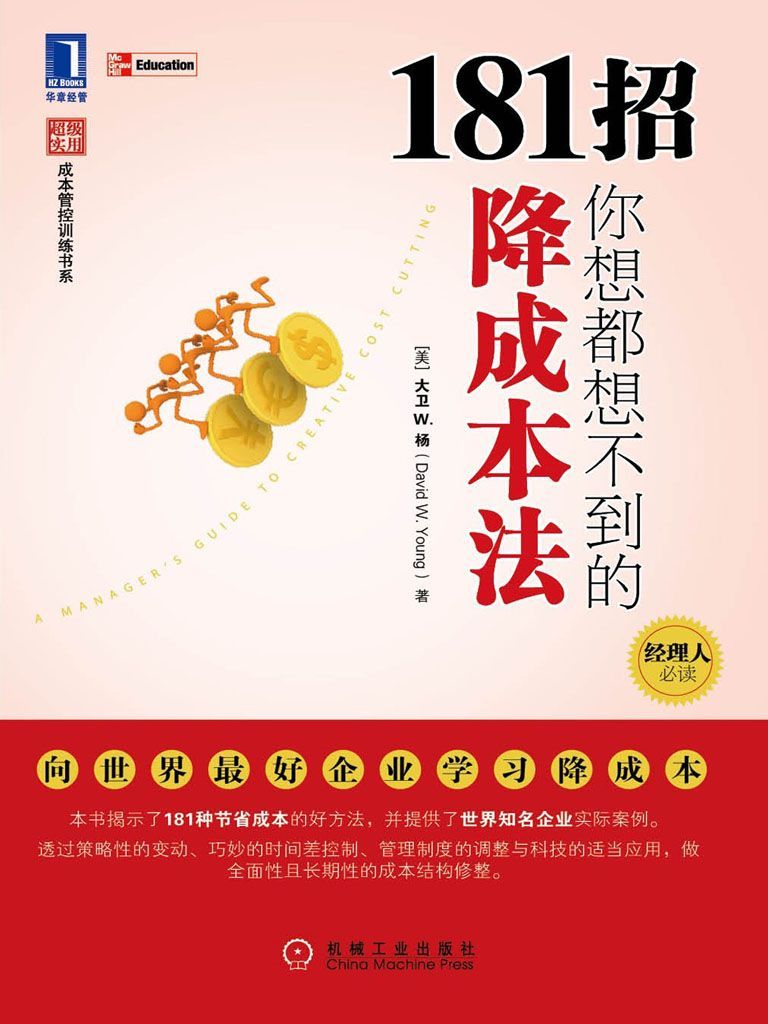 HZ BOOKS
华章经管
Mc
Graw
Hill
Education
超级
实用
成本管控训练书系
181招
你想都想不到的
降成本法
[美] 大卫W.杨（David W. Young）著
A MANAGER'S GUIDE TO CREATIVE COST CUTTING
经理人
必读
向世界最好企业学习降成本
本书揭示了181种节省成本的好方法，并提供了世界知名企业实际案例。
透过策略性的变动、巧妙的时间差控制、管理制度的调整与科技的适当应用，做
全面性且长期性的成本结构修整。
机械工业出版社
China Machine Press